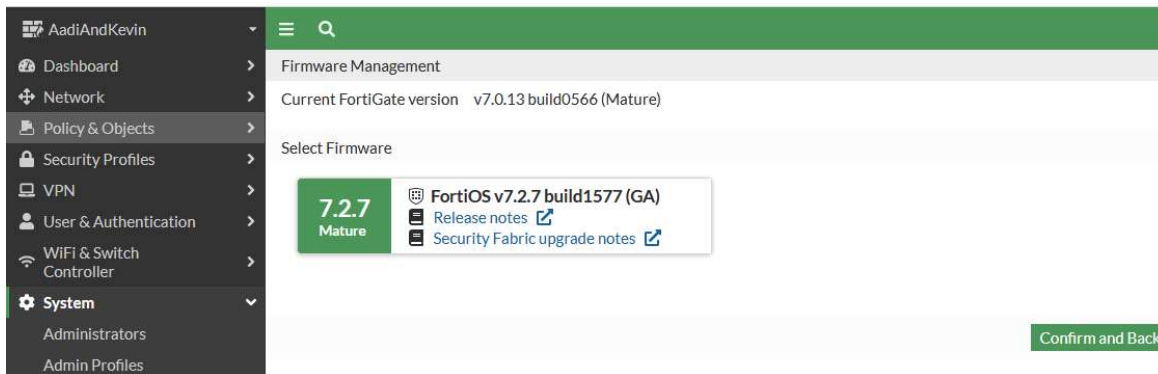 AadiAndKevin
Dashboard
Network
Policy & Objects
Security Profiles
VPN
User & Authentication
WiFi & Switch
Controller
System
Administrators
Admin Profiles
Firmware Management
Current FortiGate version v7.0.13 build0566 (Mature)
Select Firmware
7.2.7
Mature
FortiOS v7.2.7 build1577 (GA)
Release notes
Security Fabric upgrade notes
Confirm and Back